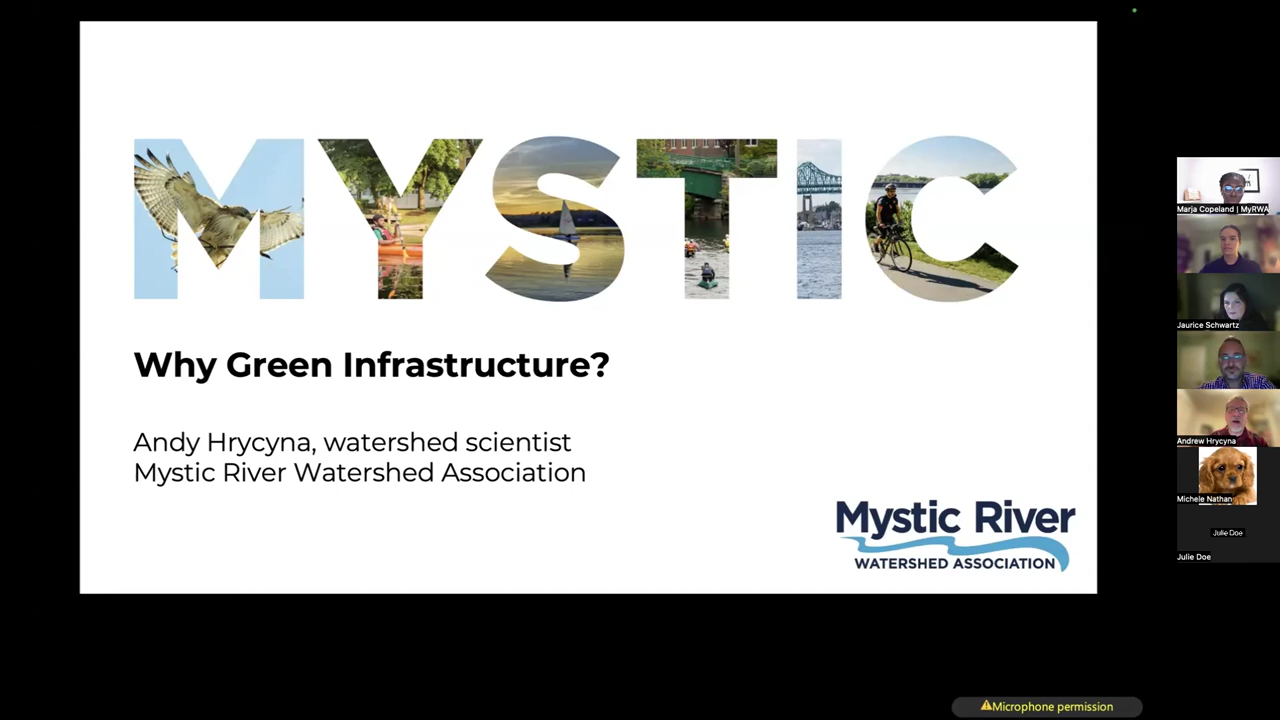 MYSTIC
Why Green Infrastructure?
Andy Hrycyna, watershed scientist
Mystic River Watershed Association
Mystic River
WATERSHED ASSOCIATION
Marja Copeland | MyRWA
Jaurice Schwartz
Andrew Hrycyna
Michele Nathan
Julie Doe
Julie Doe
Microphone permission